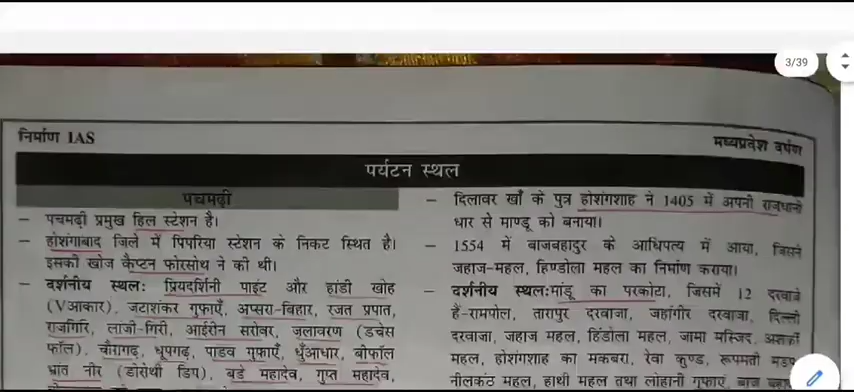 3/39
निर्माण IAS
मध्यप्रदेश दर्पण
पर्यटन स्थल
पचमढ़ी
– पचमढ़ी प्रमुख हिल स्टेशन है।
– होशंगाबाद जिले में पिपरिया स्टेशन के निकट स्थित है।
इसकी खोज कैप्टन फोरसोथ ने की थी।
– दर्शनीय स्थल: प्रियदर्शिनी पाइंट और हांडी खोह
(Vआकार), जटाशंकर गुफाएँ, अप्सरा-विहार, रजत प्रपात,
राजगिरि, लांजी-गिरी, आईरीन सरोवर, जलावरण (डचेस
फॉल), चौरागढ़, धूपगढ़, पाडव गुफाएँ, धुँआधार, बीफॉल
भ्रांत नीर (डोरोथी डिप), बड़े महादेव, गुप्त महादेव,
– दिलावर खाँ के पुत्र होशंगशाह ने 1405 में अपनी राजधानी
धार से माण्डू को बनाया।
– 1554 में बाजबहादुर के आधिपत्य में आया, जिसने
जहाज-महल, हिण्डोला महल का निर्माण कराया।
– दर्शनीय स्थल:मांडू का परकोटा, जिसमें 12 दरवाजे
हैं-रामपोल, तारापुर दरवाजा, जहांगीर दरवाजा, दिल्ली
दरवाजा, जहाज महल, हिंडोला महल, जामा मस्जिद, अशर्फी
महल, होशंगशाह का मकबरा, रेवा कुण्ड, रूपमती मंडप
नीलकंठ महल, हाथी महल तथा लोहानी गुफाएं, बाज बहादुर